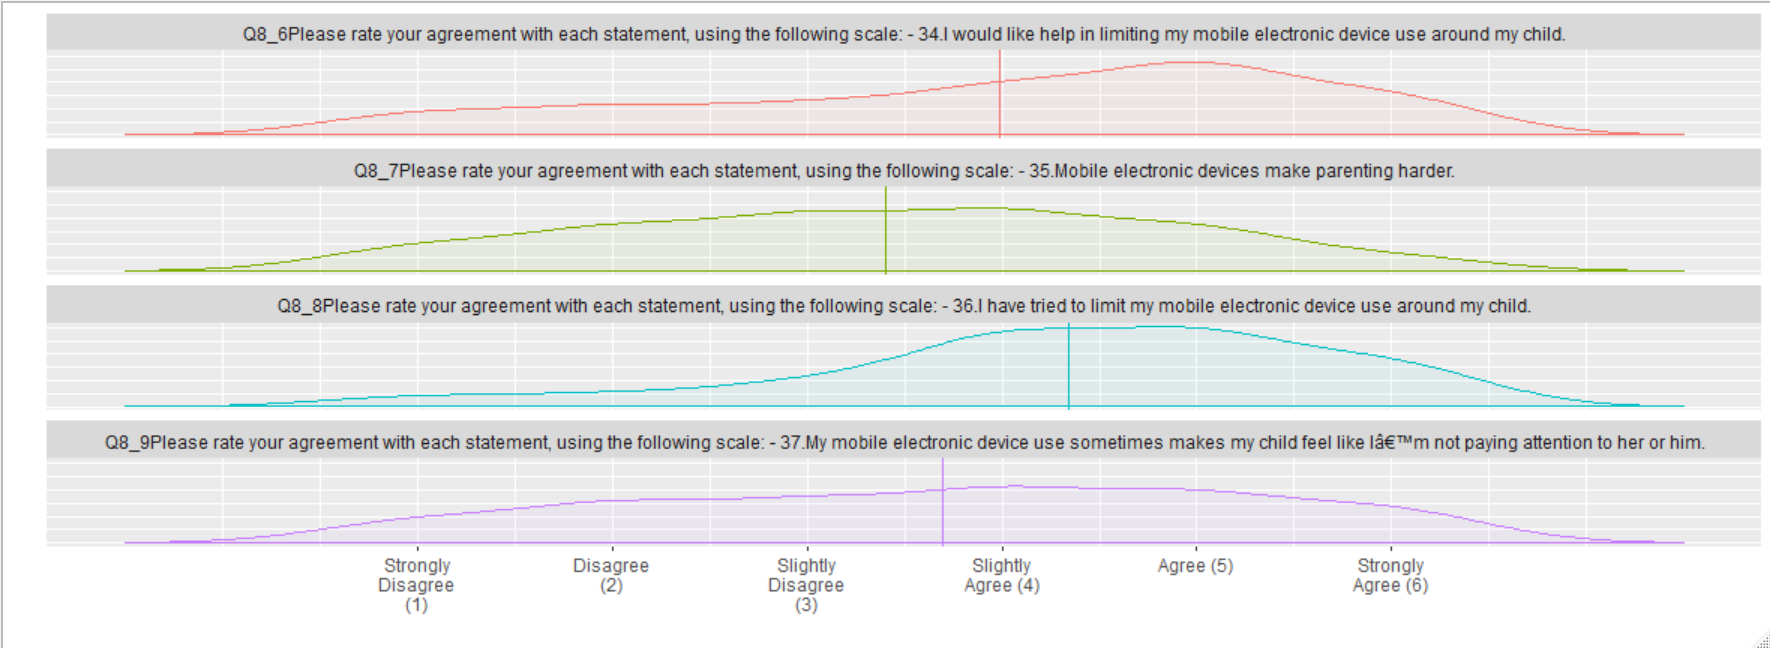 Q8_6Please rate your agreement with each statement, using the following scale: - 34.I would like help in limiting my mobile electronic device use around my child.
Q8_7Please rate your agreement with each statement, using the following scale: - 35.Mobile electronic devices make parenting harder.
Q8_8Please rate your agreement with each statement, using the following scale: - 36.I have tried to limit my mobile electronic device use around my child.
Q8_9Please rate your agreement with each statement, using the following scale: - 37.My mobile electronic device use sometimes makes my child feel like Iâ€™m not paying attention to her or him.
Strongly
Disagree
(1)
Disagree
(2)
Slightly
Disagree
(3)
Slightly
Agree (4)
Agree (5)
Strongly
Agree (6)